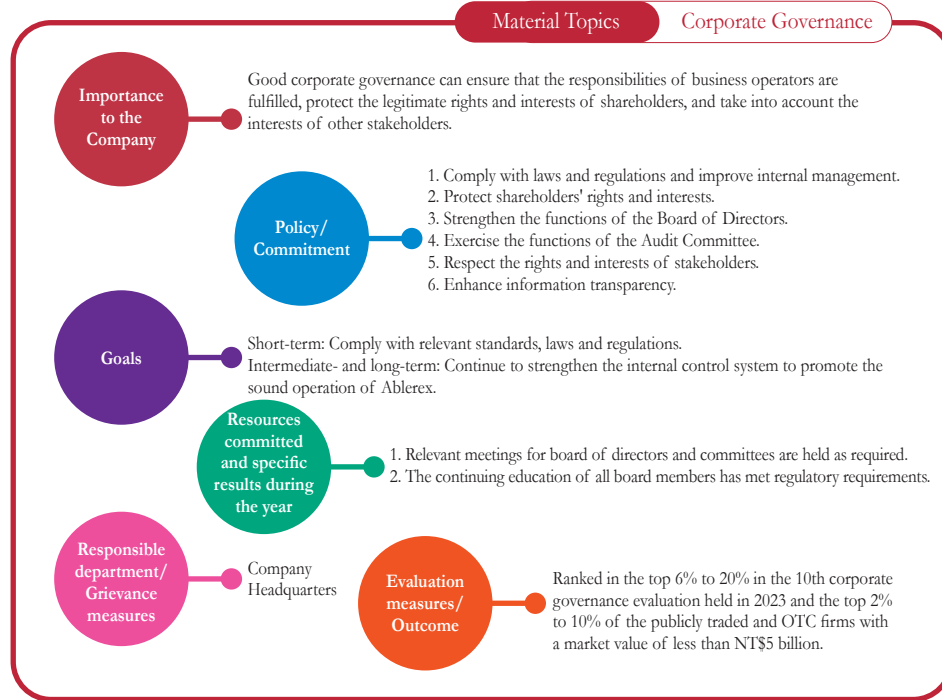 Material Topics
Corporate Governance
Importance
to the
Company
Good corporate governance can ensure that the responsibilities of business operators are
fulfilled, protect the legitimate rights and interests of shareholders, and take into account the
interests of other stakeholders.
Policy/
Commitment
1. Comply with laws and regulations and improve internal management.
2. Protect shareholders' rights and interests.
3. Strengthen the functions of the Board of Directors.
4. Exercise the functions of the Audit Committee.
5. Respect the rights and interests of stakeholders.
6. Enhance information transparency.
Goals
Short-term: Comply with relevant standards, laws and regulations.
Intermediate- and long-term: Continue to strengthen the internal control system to promote the
sound operation of Ablerex.
Resources
committed
and specific
results during
the year
1. Relevant meetings for board of directors and committees are held as required.
2. The continuing education of all board members has met regulatory requirements.
Responsible
department/
Grievance
measures
Company
Headquarters
Evaluation
measures/
Outcome
Ranked in the top 6% to 20% in the 10th corporate
governance evaluation held in 2023 and the top 2%
to 10% of the publicly traded and OTC firms with
a market value of less than NT$5 billion.